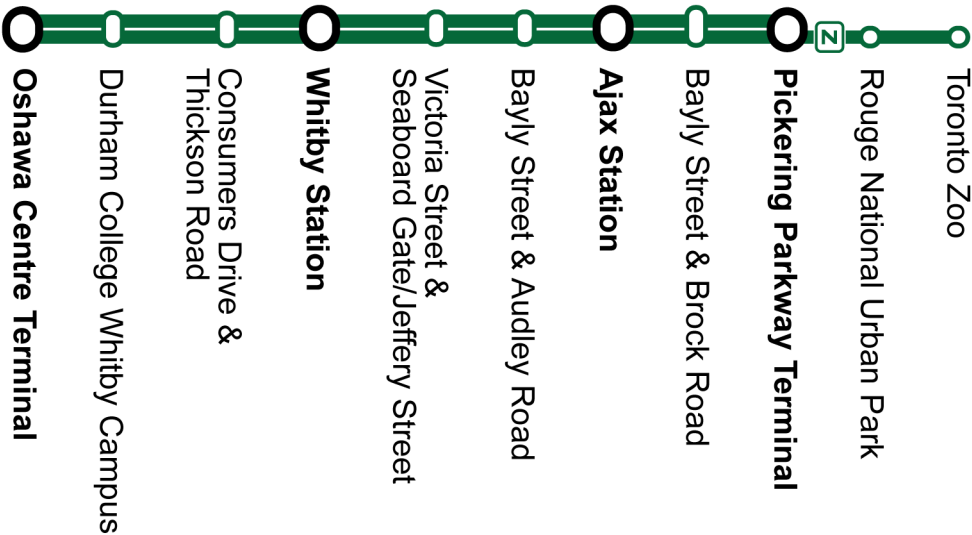 Toronto Zoo
Rouge National Urban Park
Z
Pickering Parkway Terminal
Bayly Street & Brock Road
Ajax Station
Bayly Street & Audley Road
Victoria Street &
Seaboard Gate/Jeffery Street
Whitby Station
Consumers Drive &
Thickson Road
Durham College Whitby Campus
Oshawa Centre Terminal